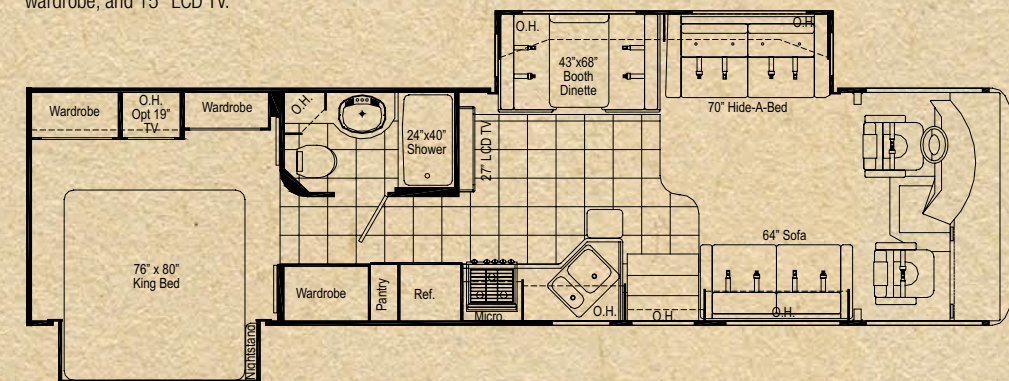 wardrobe, and 15" LCD TV.
O.H.
O.H.
43"x68"
Booth
Dinette
70" Hide-A-Bed
Wardrobe
O.H.
Opt 19"
TV
Wardrobe
O.H.
24"x40"
Shower
27" LCD TV
76" x 80"
King Bed
Nightstand
Wardrobe
Pantry
Ref.
Micro.
O.H.
O.H.
64" Sofa
O.H.